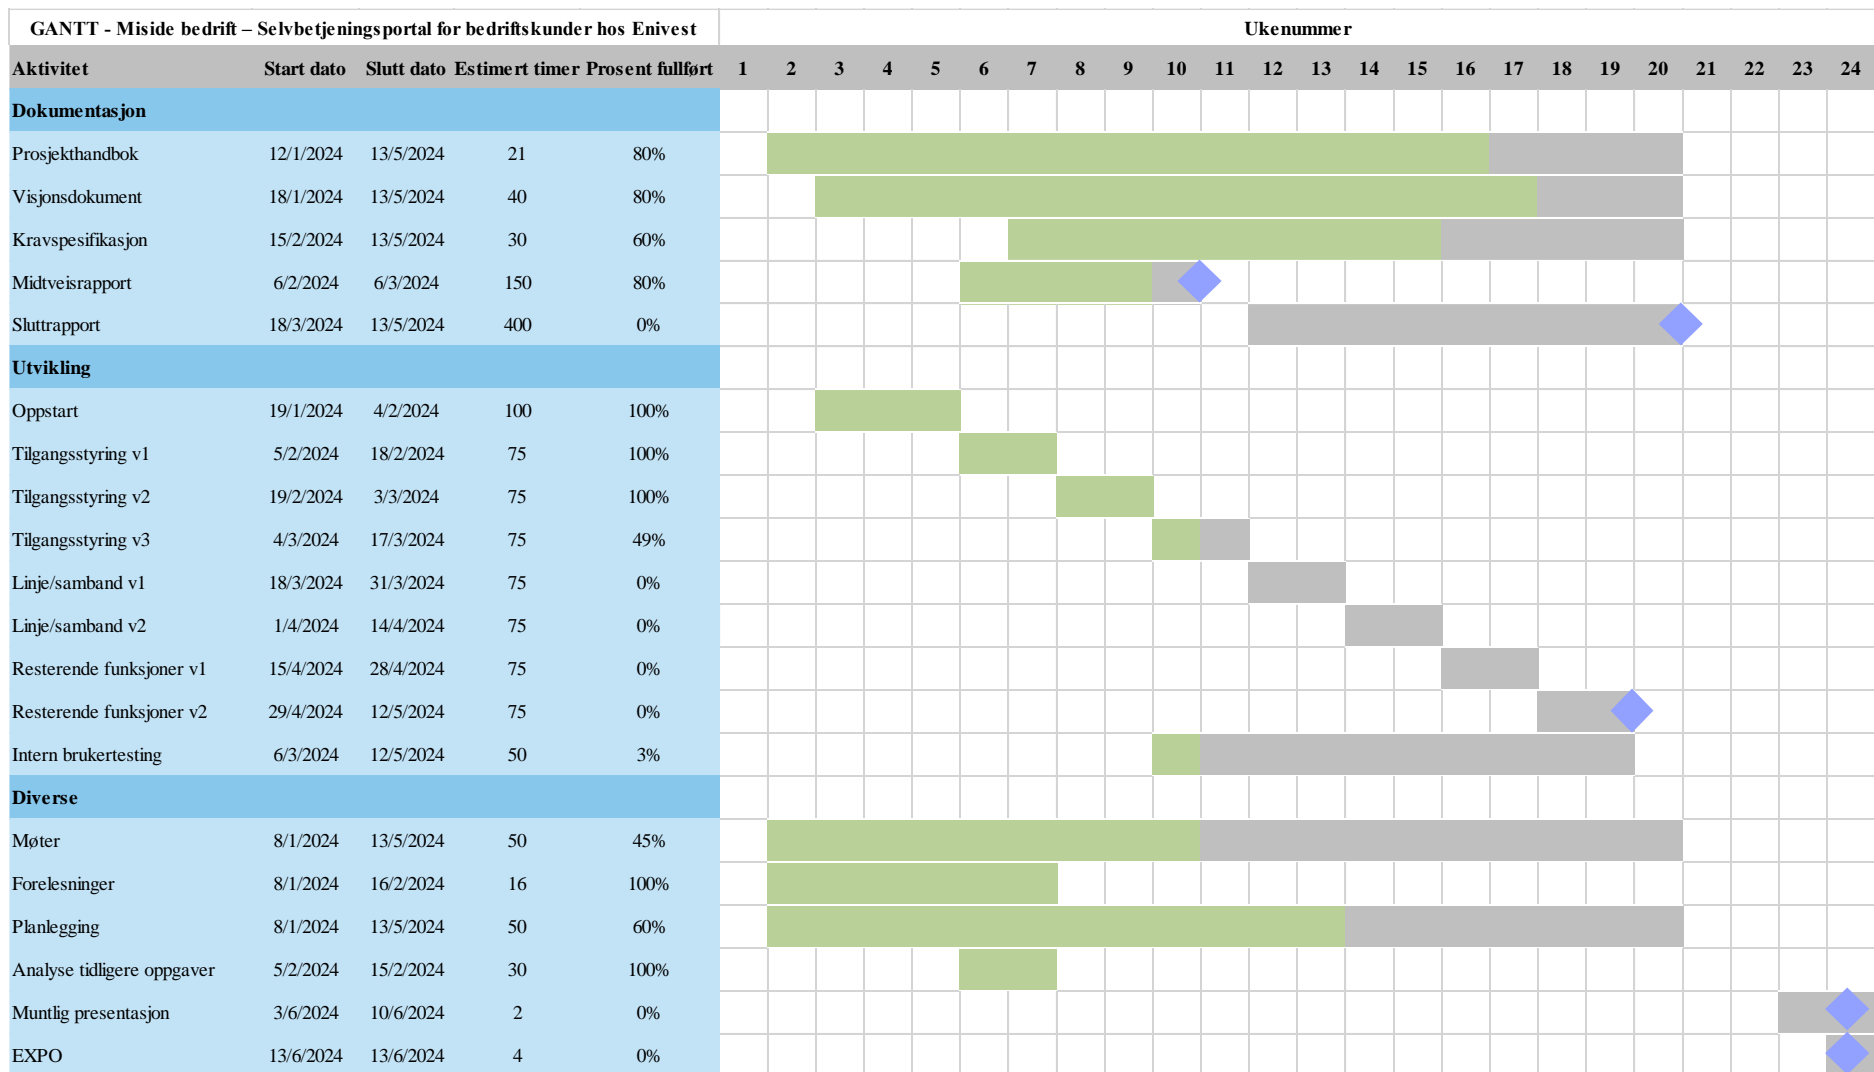 GANTT - Miside bedrift – Selvbetjeningsportal for bedriftskunder hos Enivest Ukenummer
Aktivitet Start dato Slutt dato Estimert timer Prosent fullført 1 2 3 4 5 6 7 8 9 10 11 12 13 14 15 16 17 18 19 20 21 22 23 24
Dokumentasjon
Prosjekthandbok 12/1/2024 13/5/2024 21 80%
Visjonsdokument 18/1/2024 13/5/2024 40 80%
Kravspesifikasjon 15/2/2024 13/5/2024 30 60%
Midtveisrapport 6/2/2024 6/3/2024 150 80%
Sluttrapport 18/3/2024 13/5/2024 400 0%
Utvikling
Oppstart 19/1/2024 4/2/2024 100 100%
Tilgangsstyring v1 5/2/2024 18/2/2024 75 100%
Tilgangsstyring v2 19/2/2024 3/3/2024 75 100%
Tilgangsstyring v3 4/3/2024 17/3/2024 75 49%
Linje/samband v1 18/3/2024 31/3/2024 75 0%
Linje/samband v2 1/4/2024 14/4/2024 75 0%
Resterende funksjoner v1 15/4/2024 28/4/2024 75 0%
Resterende funksjoner v2 29/4/2024 12/5/2024 75 0%
Intern brukertesting 6/3/2024 12/5/2024 50 3%
Diverse
Møter 8/1/2024 13/5/2024 50 45%
Forelesninger 8/1/2024 16/2/2024 16 100%
Planlegging 8/1/2024 13/5/2024 50 60%
Analyse tidligere oppgaver 5/2/2024 15/2/2024 30 100%
Muntlig presentasjon 3/6/2024 10/6/2024 2 0%
EXPO 13/6/2024 13/6/2024 4 0%